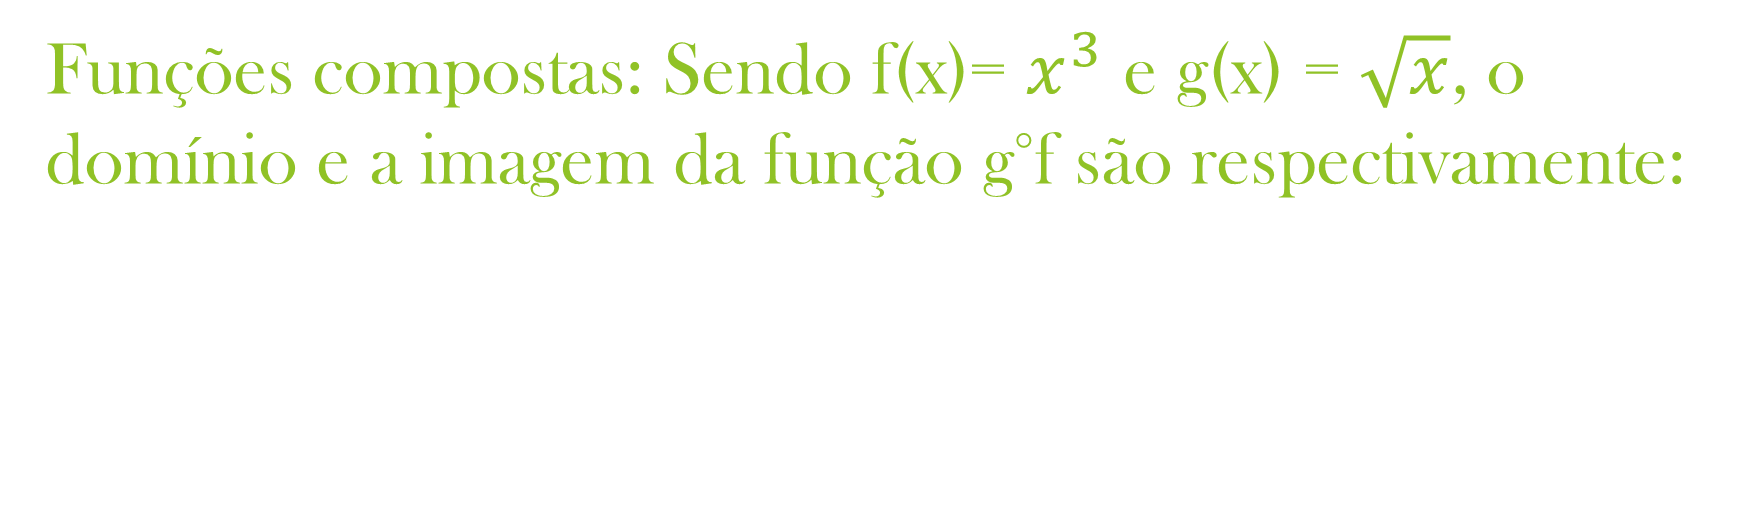 Funções compostas: Sendo f(x)= 𝑥³ e g(x) = √𝑥, o
domínio e a imagem da função g°f são respectivamente: